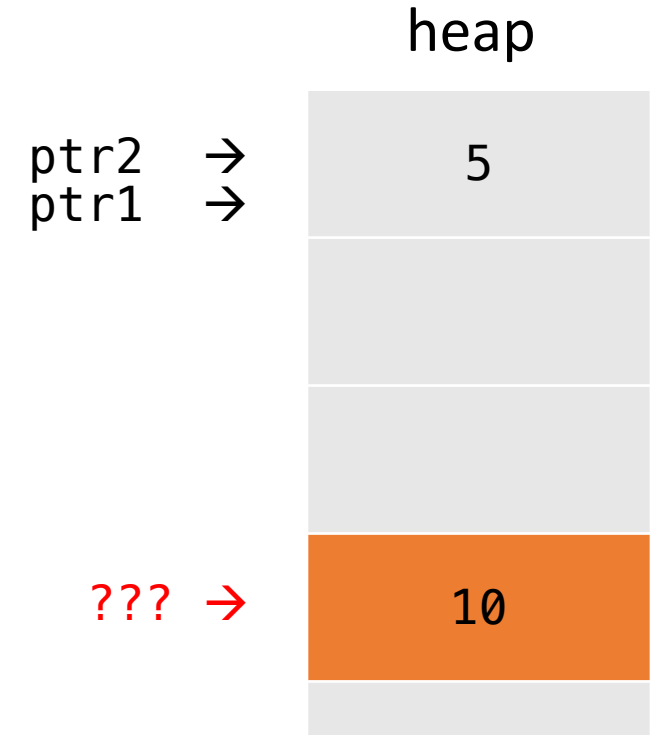 heap
ptr2 → 5
ptr1 →
??? → 10